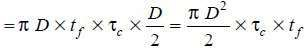 = π D × t_f × τ_c × D/2 = π D²/2 × τ_c × t_f